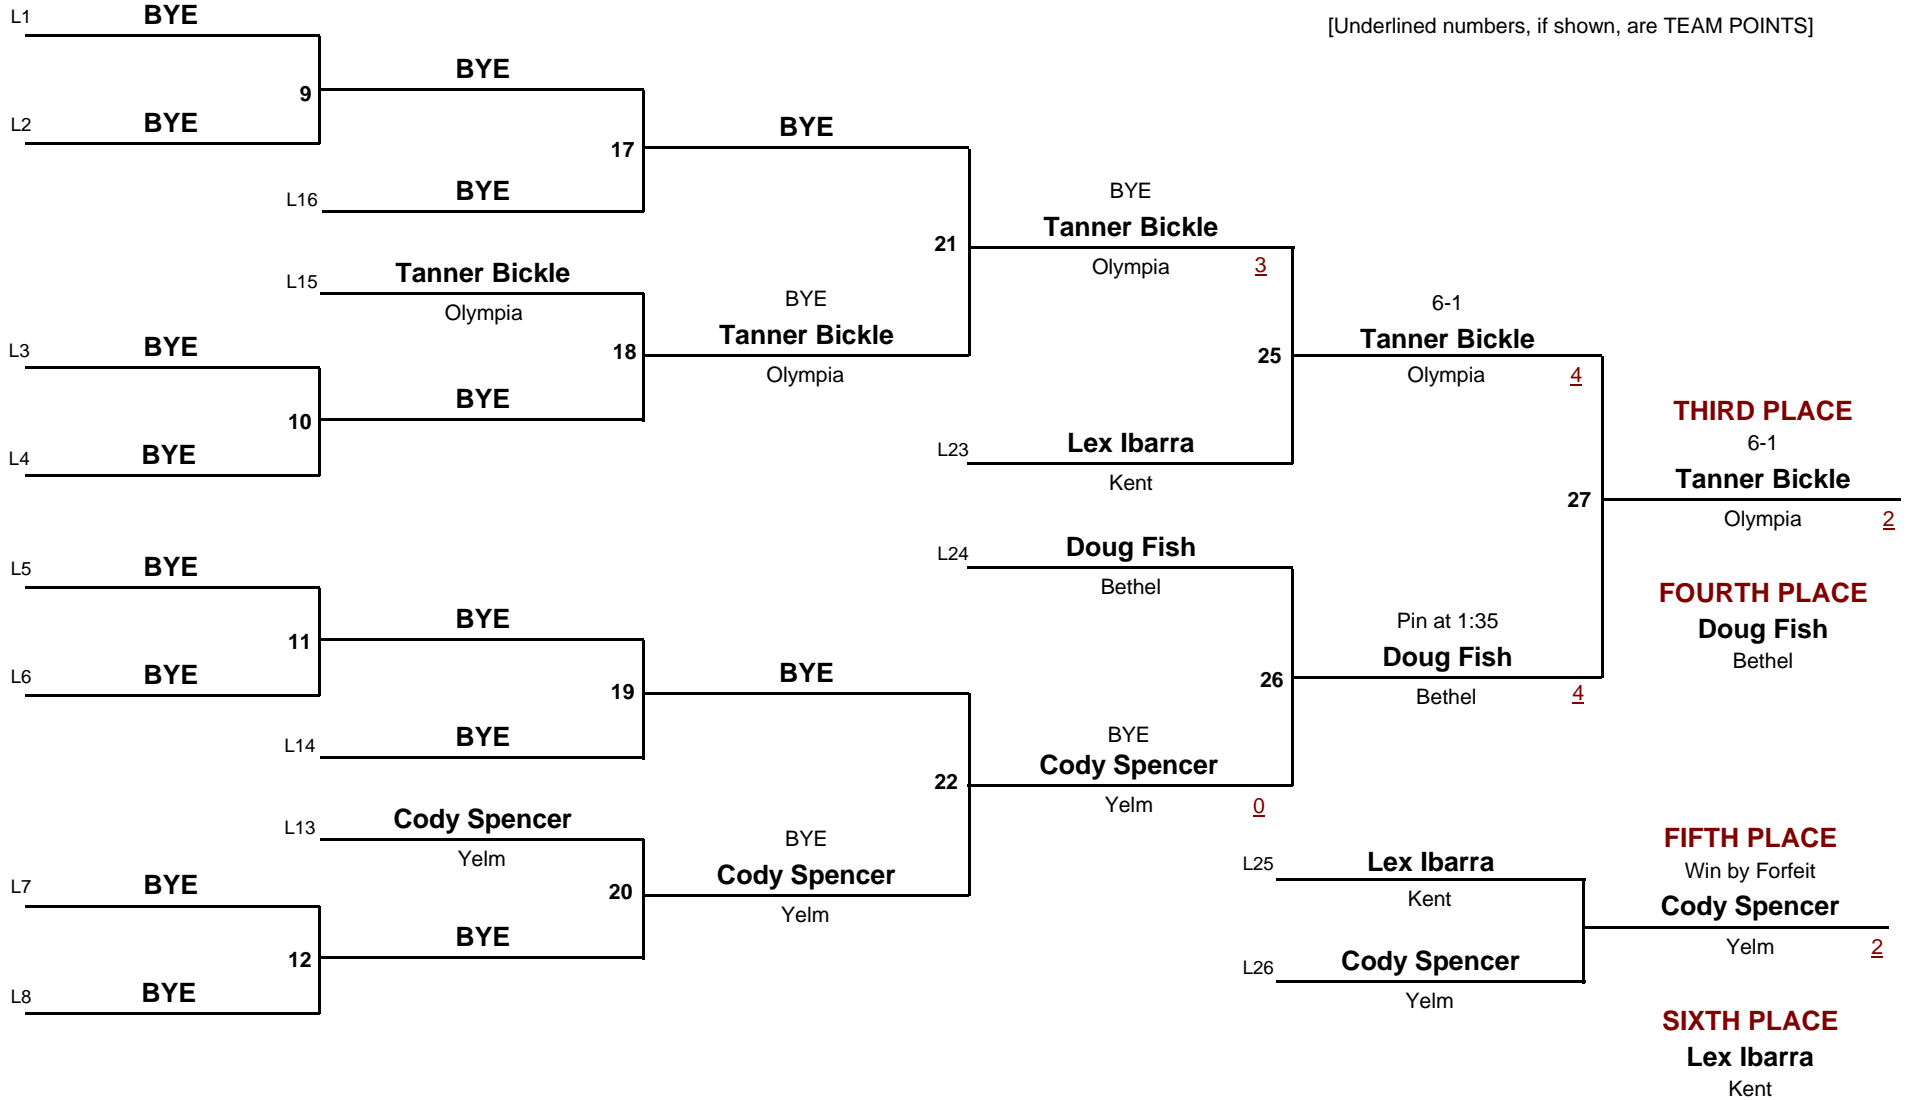 [Underlined numbers, if shown, are TEAM POINTS]
L1
BYE
9
L2
BYE
BYE
17
L16
BYE
BYE
L15
Tanner Bickle
Olympia
18
L3
BYE
10
BYE
L4
BYE
BYE
Tanner Bickle
Olympia
21
BYE
Tanner Bickle
Olympia
3
25
L23
Lex Ibarra
Kent
6-1
Tanner Bickle
Olympia
4
L5
BYE
11
L6
BYE
BYE
19
L14
BYE
BYE
L13
Cody Spencer
Yelm
20
L7
BYE
12
BYE
L8
BYE
BYE
Cody Spencer
Yelm
22
L24
Doug Fish
Bethel
26
BYE
Cody Spencer
Yelm
0
Pin at 1:35
Doug Fish
Bethel
4
27
THIRD PLACE
6-1
Tanner Bickle
Olympia
2
FOURTH PLACE
Doug Fish
Bethel
L25
Lex Ibarra
Kent
L26
Cody Spencer
Yelm
FIFTH PLACE
Win by Forfeit
Cody Spencer
Yelm
2
SIXTH PLACE
Lex Ibarra
Kent